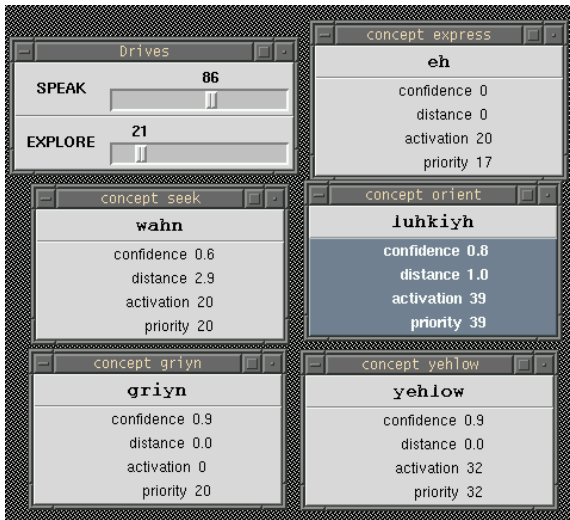 Drives
SPEAK 86
EXPLORE 21
concept express
eh
confidence 0
distance 0
activation 20
priority 17
concept seek
wahn
confidence 0.6
distance 2.9
activation 20
priority 20
concept orient
luhkiyh
confidence 0.8
distance 1.0
activation 39
priority 39
concept griyn
griyn
confidence 0.9
distance 0.0
activation 0
priority 20
concept yehlow
yehlow
confidence 0.9
distance 0.0
activation 32
priority 32